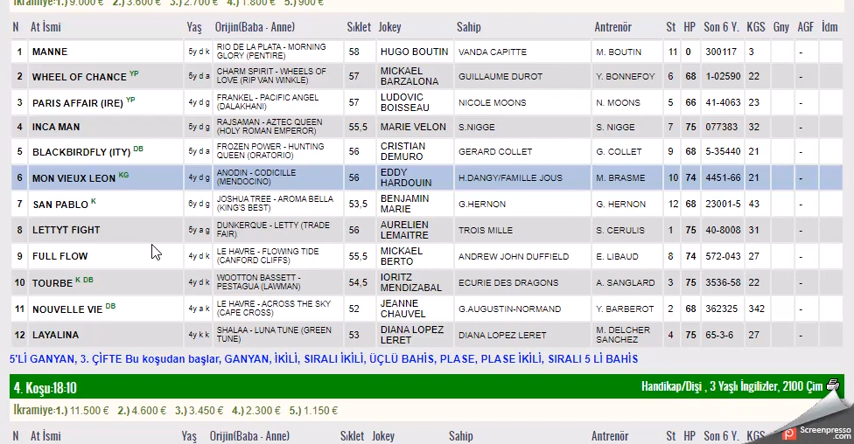 İkramiye:1.) 9.000 € 2.) 3.600 € 3.) 2.700 € 4.) 1.800 € 5.) 900 €
N At İsmi Yaş Orijin(Baba - Anne) Sıklet Jokey Sahip Antrenör St HP Son 6 Y. KGS Gny AGF İdm
1 MANNE 5y d k RIO DE LA PLATA - MORNING GLORY (PENTIRE) 58 HUGO BOUTIN VANDA CAPITTE M. BOUTIN 11 0 300117 3 -
2 WHEEL OF CHANCE YP 5y d a CHARM SPIRIT - WHEELS OF LOVE (RIP VAN WINKLE) 57 MICKAEL BARZALONA GUILLAUME DUROT Y. BONNEFOY 6 68 1-02590 22 -
3 PARIS AFFAIR (IRE) YP 4y d g FRANKEL - PACIFIC ANGEL (DALAKHANI) 57 LUDOVIC BOISSEAU NICOLE MOONS N. MOONS 5 66 41-4063 23 -
4 INCA MAN 5y d g RAJSAMAN - AZTEC QUEEN (HOLY ROMAN EMPEROR) 55,5 MARIE VELON S.NIGGE S. NIGGE 7 75 077383 32 -
5 BLACKBIRDFLY (ITY) DB 5y d a FROZEN POWER - HUNTING QUEEN (ORATORIO) 56 CRISTIAN DEMURO GERARD COLLET G. COLLET 9 68 5-35440 21 -
6 MON VIEUX LEON KG 4y d g ANODIN - CODICILLE (MENDOCINO) 56 EDDY HARDOUIN H.DANGY/FAMILLE JOUS M. BRASME 10 74 4451-66 21 -
7 SAN PABLO K 6y d g JOSHUA TREE - AROMA BELLA (KING'S BEST) 53,5 BENJAMIN MARIE G.HERNON G. HERNON 12 68 23001-5 43 -
8 LETTYT FIGHT 5y a g DUNKERQUE - LETTY (TRADE FAIR) 56 AURELIEN LEMAITRE TROIS MILLE S. CERULIS 1 75 40-8008 31 -
9 FULL FLOW 4y d k LE HAVRE - FLOWING TIDE (CANFORD CLIFFS) 55,5 MICKAEL BERTO ANDREW JOHN DUFFIELD E. LIBAUD 8 74 572-043 27 -
10 TOURBE K DB 4y d k WOOTTON BASSETT - PESTAGUA (LAWMAN) 54,5 IORITZ MENDIZABAL ECURIE DES DRAGONS A. SANGLARD 3 75 3536-58 22 -
11 NOUVELLE VIE DB 4y a k LE HAVRE - ACROSS THE SKY (CAPE CROSS) 52 JEANNE CHAUVEL G.AUGUSTIN-NORMAND Y. BARBEROT 2 68 362325 342 -
12 LAYALINA 4y k k SHALAA - LUNA TUNE (GREEN TUNE) 53 DIANA LOPEZ LERET DIANA LOPEZ LERET M. DELCHER SANCHEZ 4 75 65-3-6 27 -
5'Lİ GANYAN, 3. ÇİFTE Bu koşudan başlar, GANYAN, İKİLİ, SIRALI İKİLİ, ÜÇLÜ BAHİS, PLASE, PLASE İKİLİ, SIRALI 5 Lİ BAHİS
4. Koşu:18:10 Handikap/Dişi , 3 Yaşlı İngilizler, 2100 Çim
İkramiye:1.) 11.500 € 2.) 4.600 € 3.) 3.450 € 4.) 2.300 € 5.) 1.150 €
N At İsmi Yaş Orijin(Baba - Anne) Sıklet Jokey Sahip Antrenör St HP Son 6 Y. KGS
Screenpresso.com